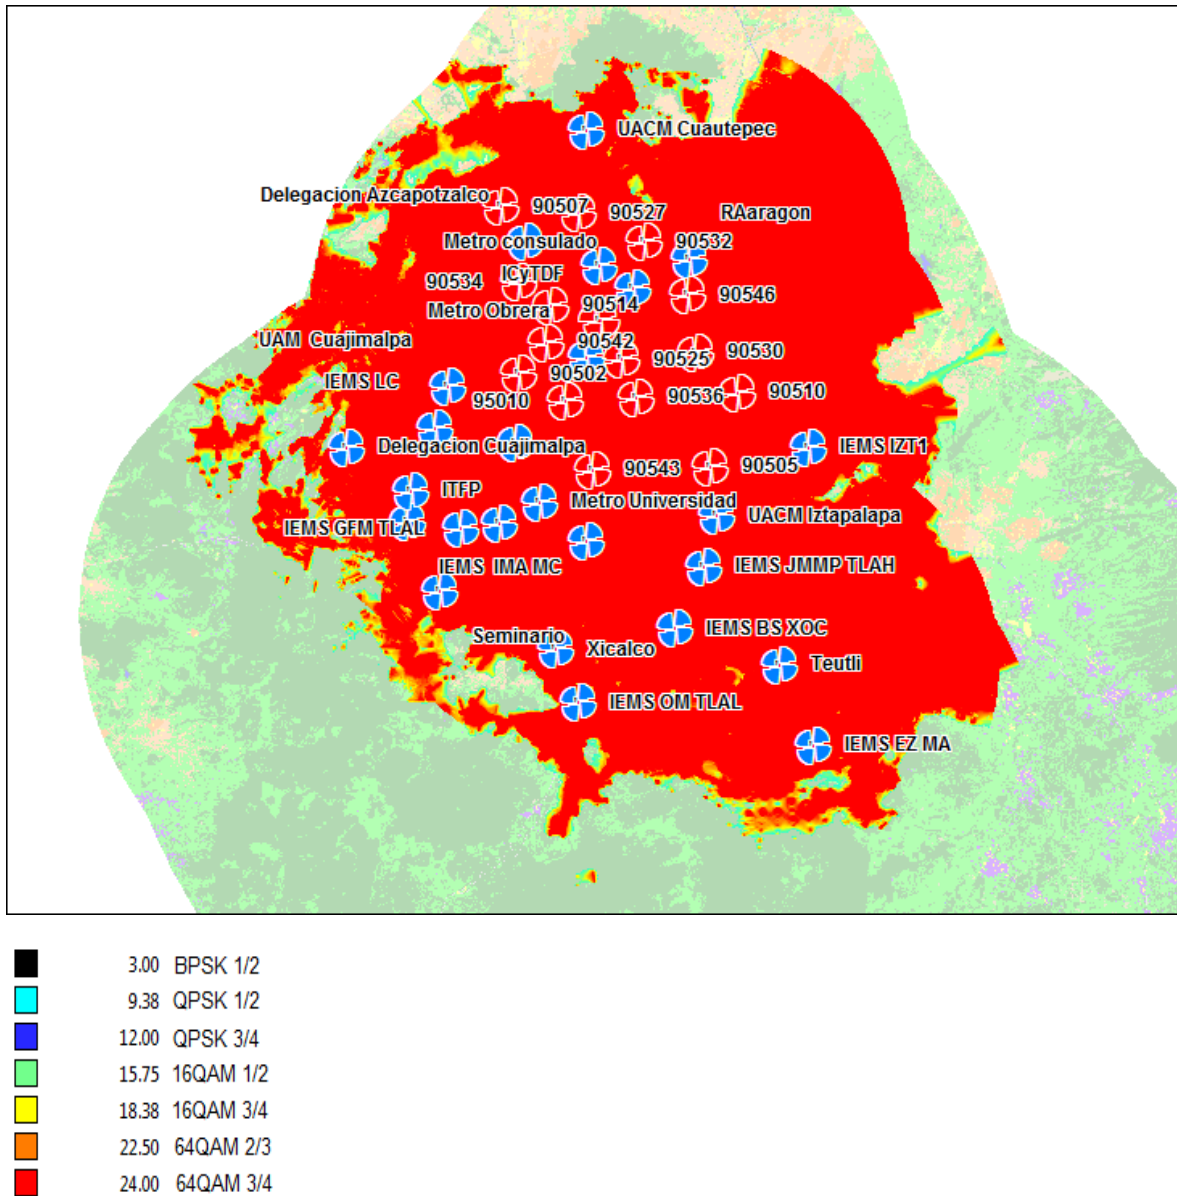 UACM Cuautepec
Delegacion Azcapotzalco
90507
90527
RAaragon
Metro consulado
90532
90534
ICyTDF
90546
Metro Obrera
90514
UAM Cuajimalpa
90542
90525
90530
IEMS LC
90502
95010
90536
90510
Delegacion Cuajimalpa
IEMS IZT1
90543
90505
ITFP
Metro Universidad
IEMS GFM TLAL
UACM Iztapalapa
IEMS IMA MC
IEMS JMMP TLAH
Seminario
Xicalco
IEMS BS XOC
Teutli
IEMS OM TLAL
IEMS EZ MA
3.00 BPSK 1/2
9.38 QPSK 1/2
12.00 QPSK 3/4
15.75 16QAM 1/2
18.38 16QAM 3/4
22.50 64QAM 2/3
24.00 64QAM 3/4